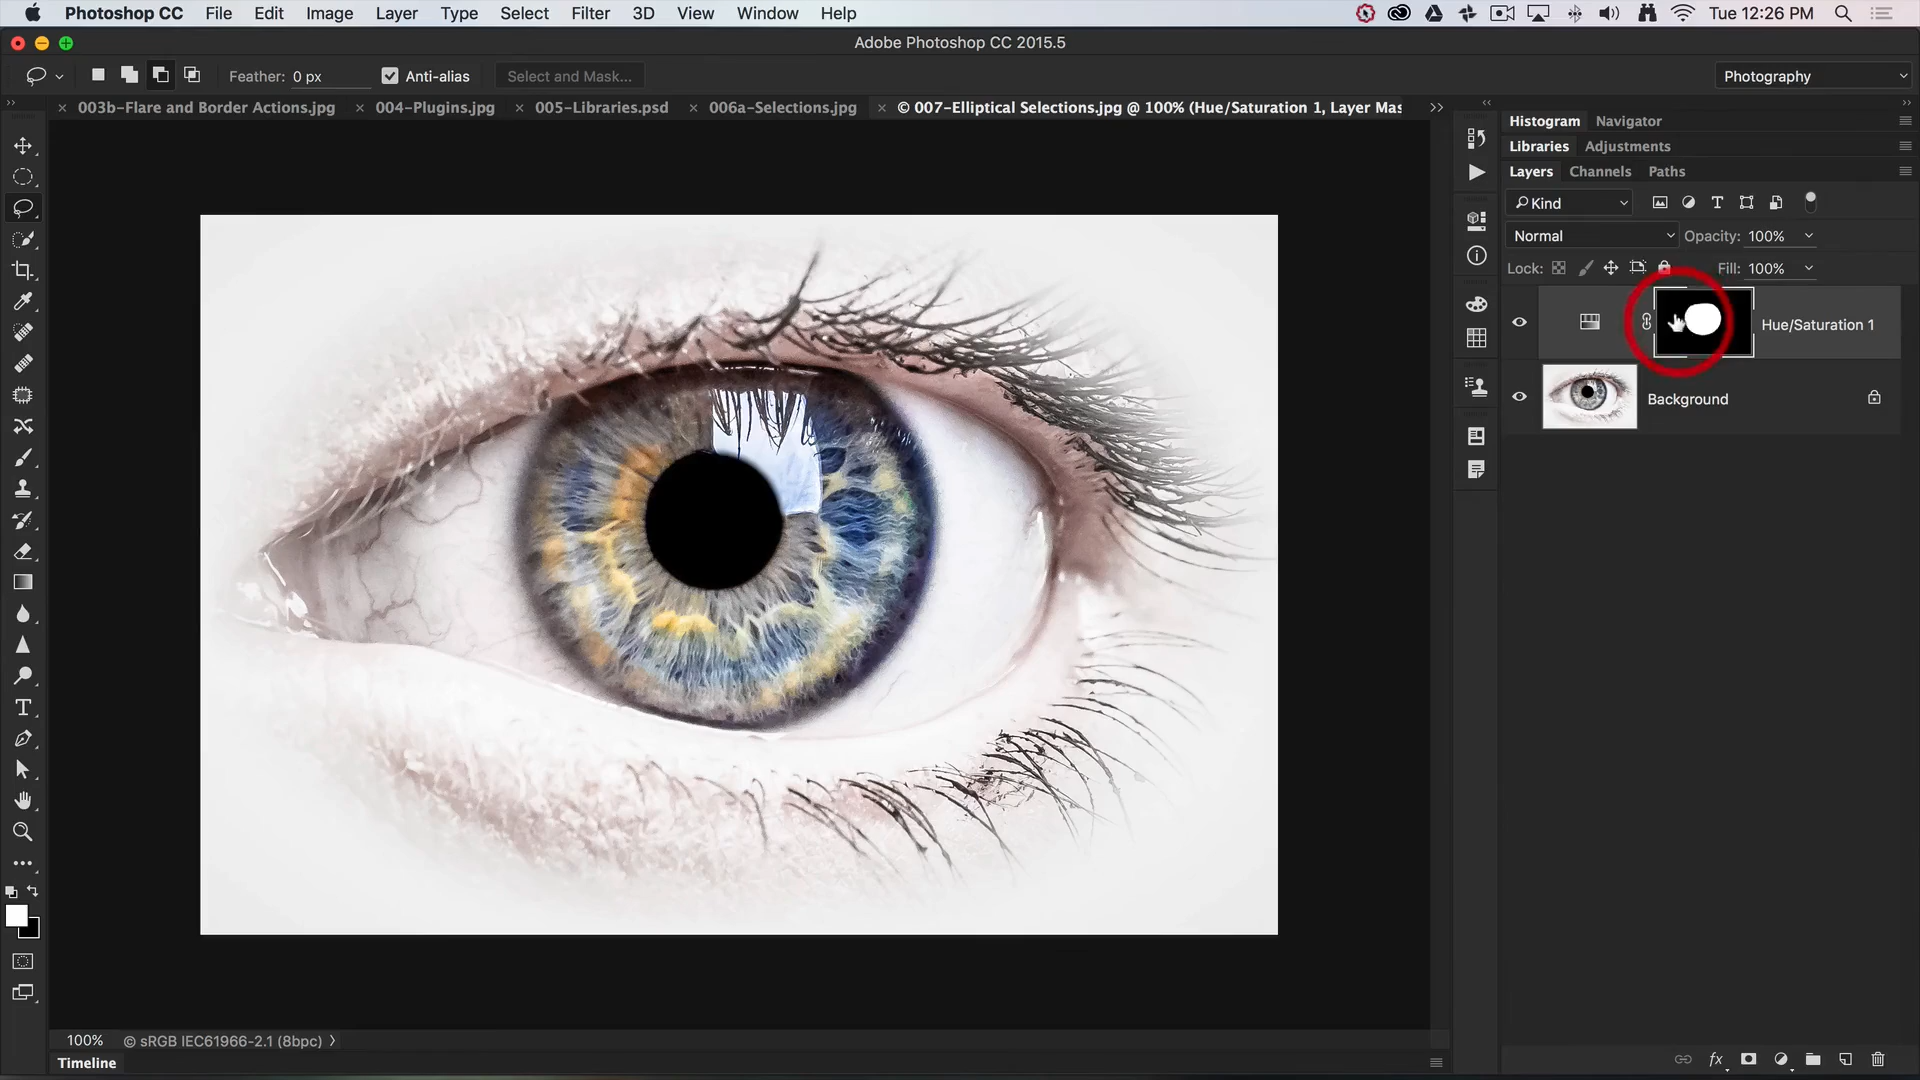 Photoshop CC File Edit Image Layer Type Select Filter 3D View Window Help Tue 12:26 PM
Adobe Photoshop CC 2015.5
Feather: 0 px Anti-alias Select and Mask... Photography
003b-Flare and Border Actions.jpg 004-Plugins.jpg 005-Libraries.psd 006a-Selections.jpg © 007-Elliptical Selections.jpg @ 100% (Hue/Saturation 1, Layer Mas
Histogram Navigator
Libraries Adjustments
Layers Channels Paths
Kind
Normal Opacity: 100%
Lock: Fill: 100%
Hue/Saturation 1
Background
100% © sRGB IEC61966-2.1 (8bpc)
Timeline
fx